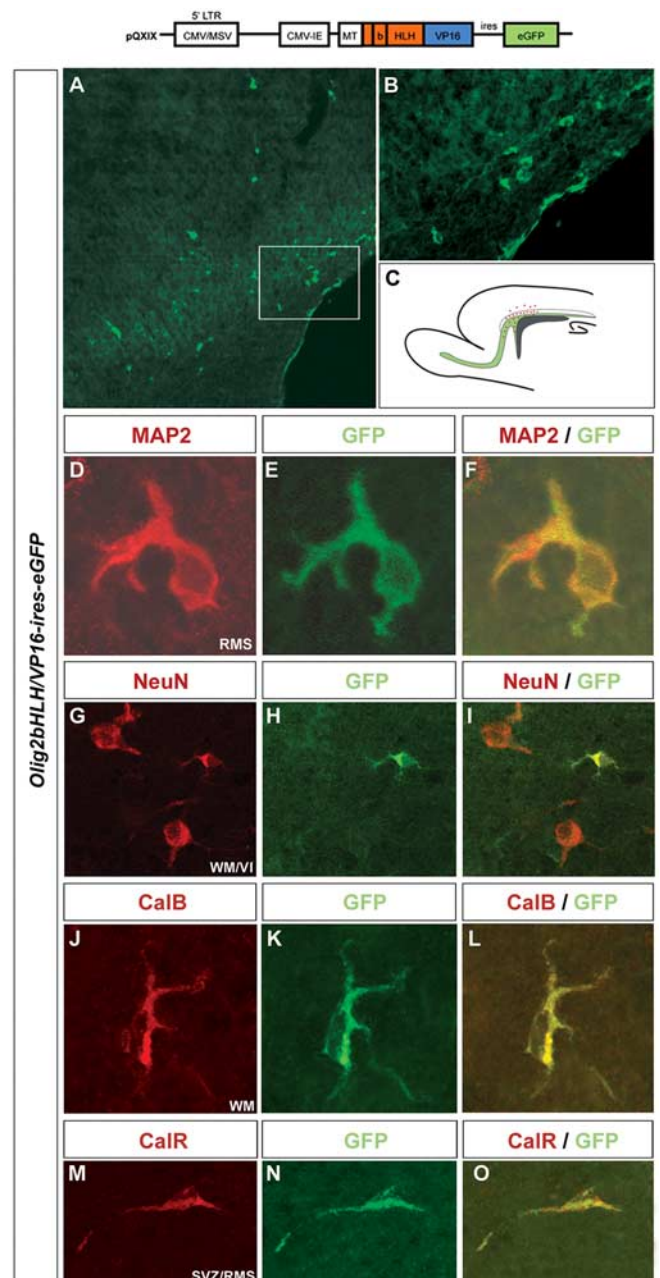 5' LTR
pQXIX CMV/MSV CMV-IE MT b HLH VP16 ires eGFP
Olig2bHLH/VP16-ires-eGFP
A
B
C
MAP2 GFP MAP2 / GFP
D E F
RMS
NeuN GFP NeuN / GFP
G H I
WM/VI
CalB GFP CalB / GFP
J K L
WM
CalR GFP CalR / GFP
M N O
SVZ/RMS